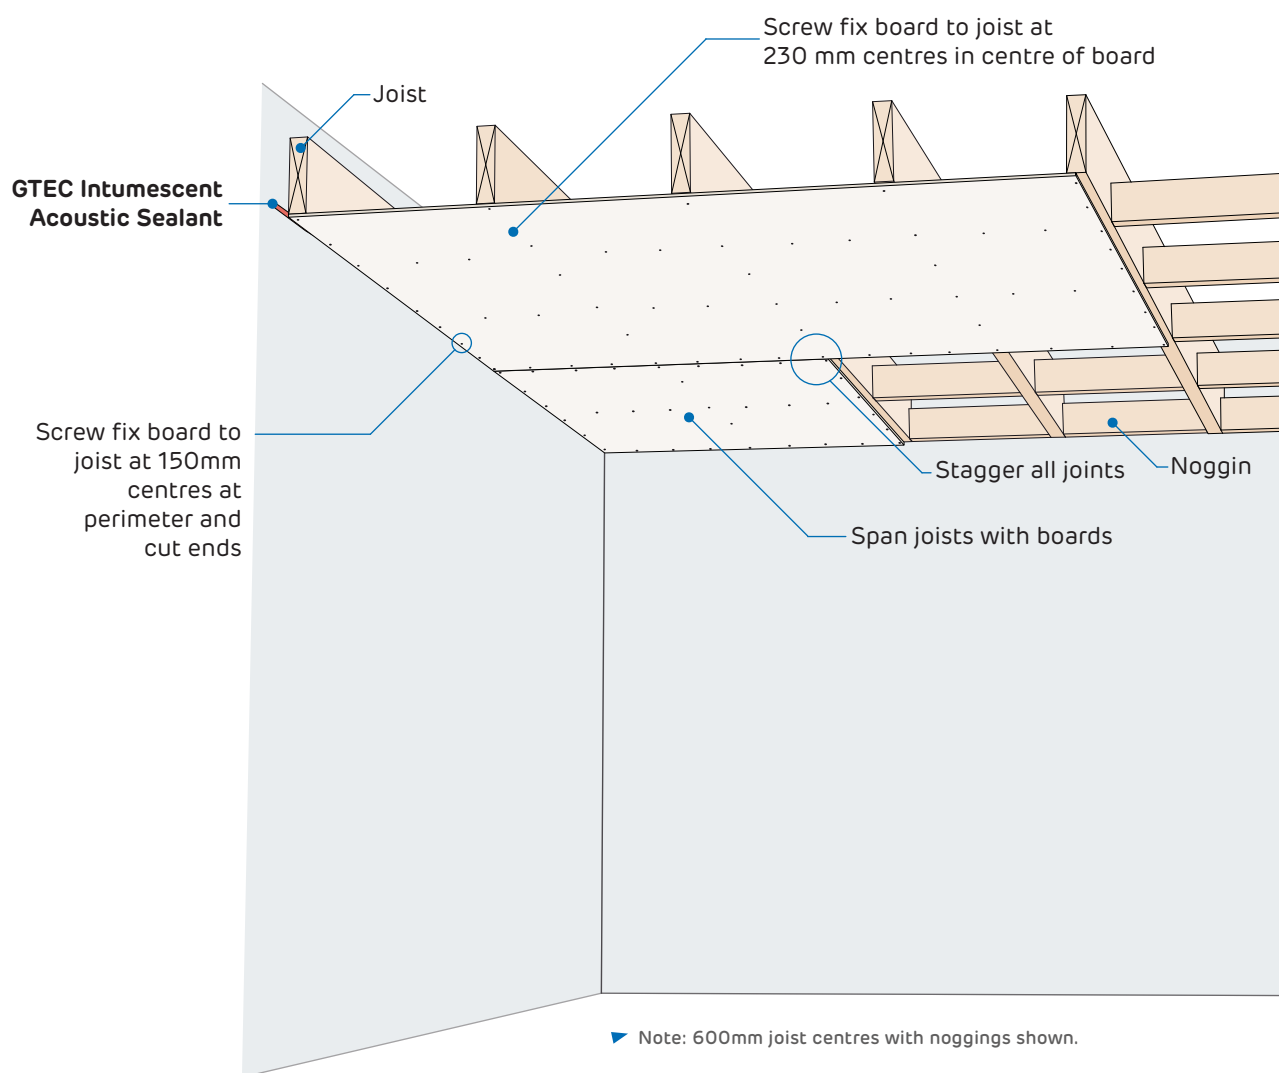 Screw fix board to joist at
230 mm centres in centre of board
Joist
GTEC Intumescent
Acoustic Sealant
Screw fix board to
joist at 150mm
centres at
perimeter and
cut ends
Stagger all joints
Noggin
Span joists with boards
Note: 600mm joist centres with noggings shown.